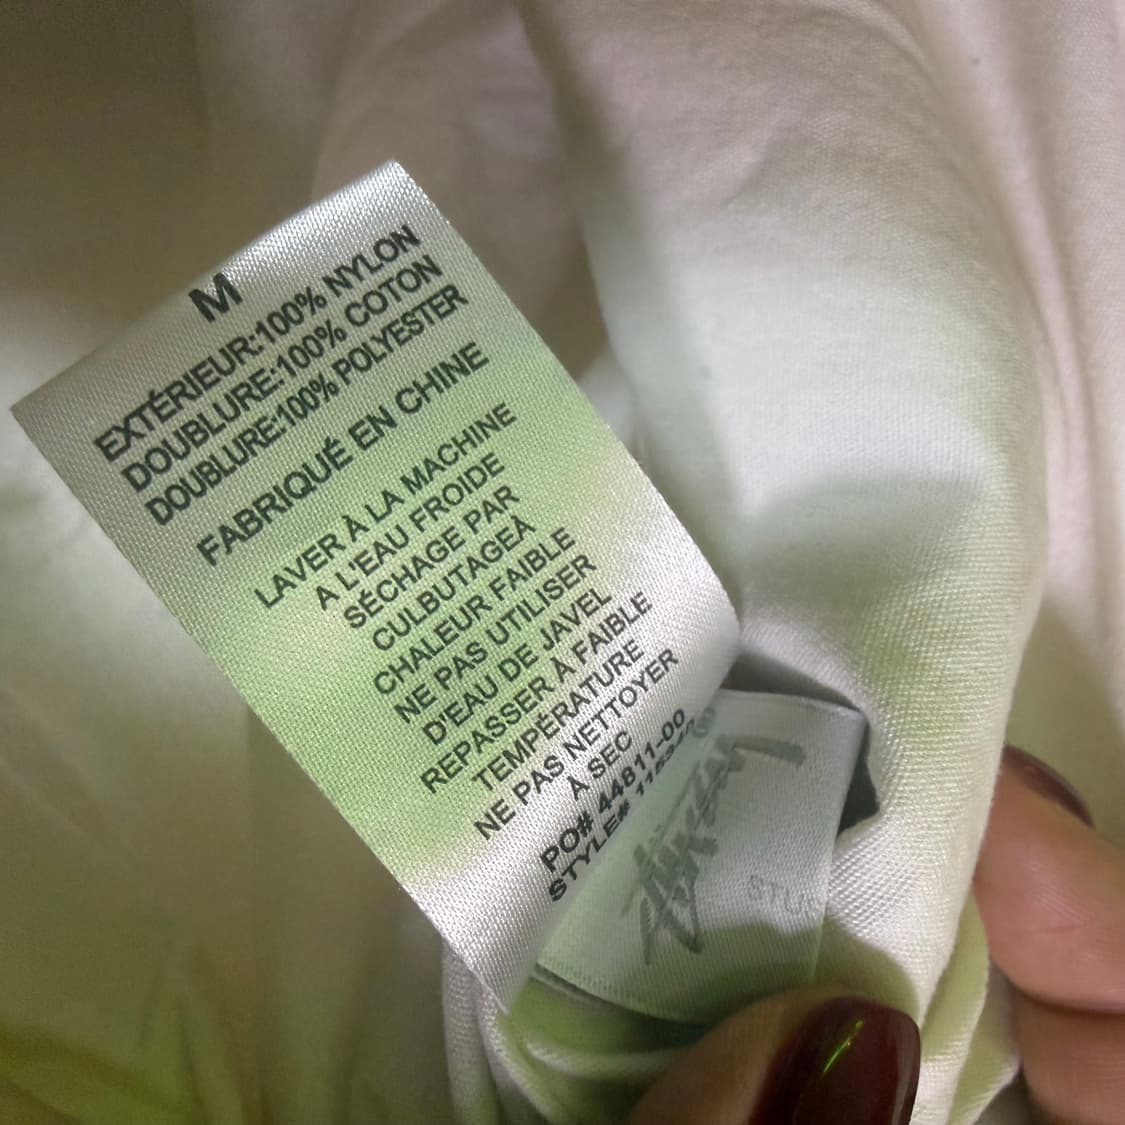 M
EXTÉRIEUR:100% NYLON
DOUBLURE:100% COTON
DOUBLURE:100% POLYESTER
FABRIQUÉ EN CHINE
LAVER À LA MACHINE
A L'EAU FROIDE
SÉCHAGE PAR
CULBUTAGEÀ
CHALEUR FAIBLE
NE PAS UTILISER
D'EAU DE JAVEL
REPASSER À FAIBLE
TEMPÉRATURE
NE PAS NETTOYER
À SEC
PO# 44811-00
STYLE#